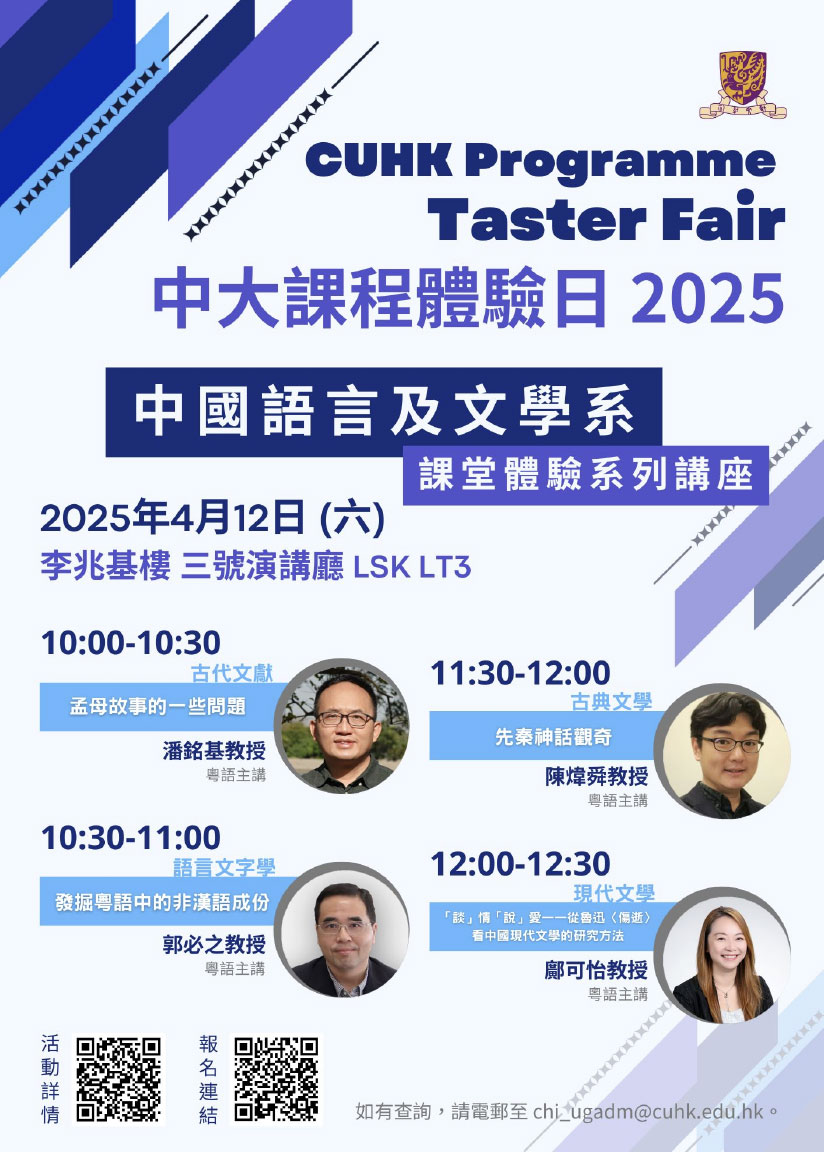 CUHK Programme
Taster Fair
中大課程體驗日 2025
中國語言及文學系
課堂體驗系列講座
2025年4月12日 (六)
李兆基樓 三號演講廳 LSK LT3
10:00-10:30
古代文獻
孟母故事的一些問題
潘銘基教授
粵語主講
10:30-11:00
語言文字學
發掘粵語中的非漢語成份
郭必之教授
粵語主講
11:30-12:00
古典文學
先秦神話觀奇
陳煒舜教授
粵語主講
12:00-12:30
現代文學
「談」情「說」愛——從魯迅〈傷逝〉
看中國現代文學的研究方法
鄺可怡教授
粵語主講
活動詳情
報名連結
如有查詢，請電郵至 chi_ugadm@cuhk.edu.hk。